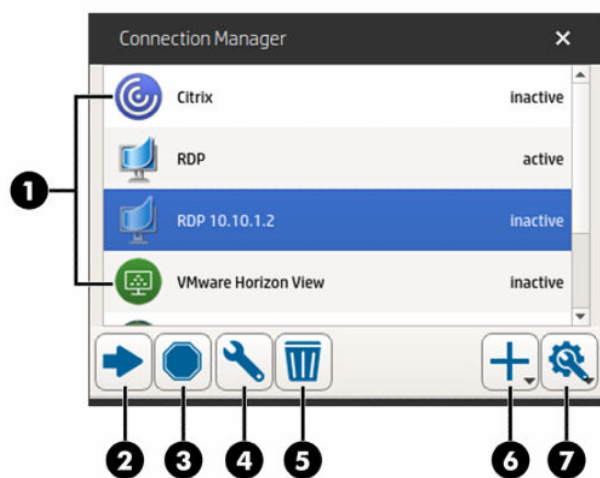 Connection Manager
Citrix inactive
RDP active
1
RDP 10.10.1.2 inactive
VMware Horizon View inactive
2 3 4 5 6 7